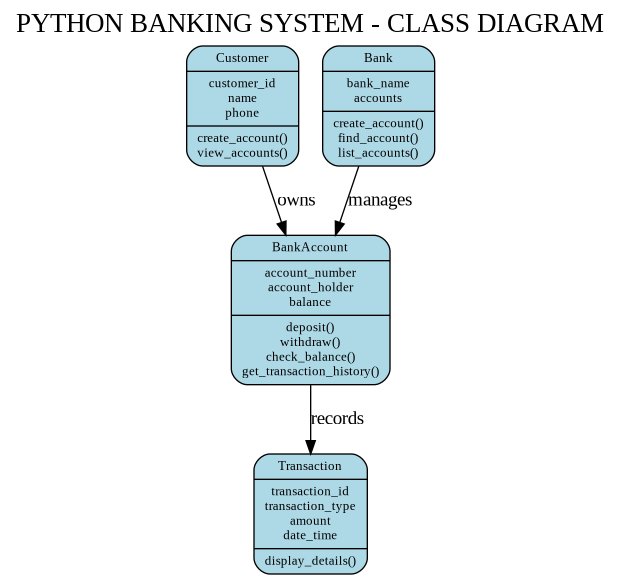 PYTHON BANKING SYSTEM - CLASS DIAGRAM
Customer
customer_id
name
phone
create_account()
view_accounts()
Bank
bank_name
accounts
create_account()
find_account()
list_accounts()
owns
manages
BankAccount
account_number
account_holder
balance
deposit()
withdraw()
check_balance()
get_transaction_history()
records
Transaction
transaction_id
transaction_type
amount
date_time
display_details()